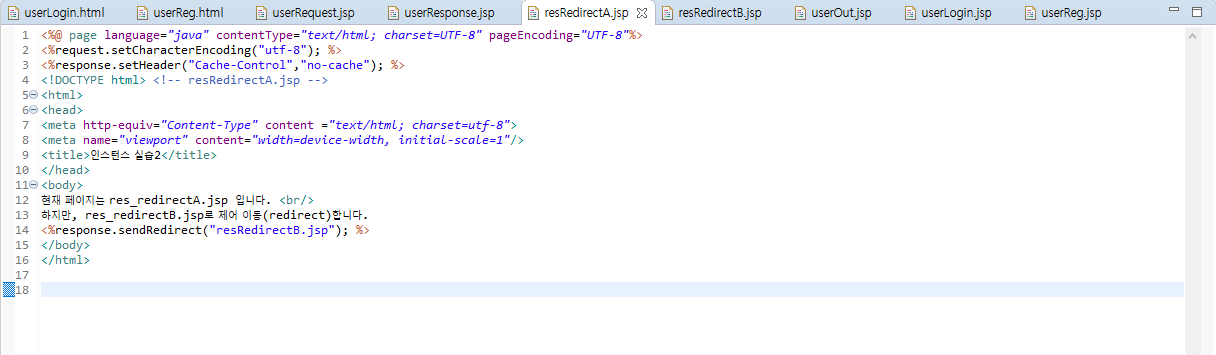 userLogin.html userReg.html userRequest.jsp userResponse.jsp resRedirectA.jsp resRedirectB.jsp userOut.jsp userLogin.jsp userReg.jsp
1 <%@ page language="java" contentType="text/html; charset=UTF-8" pageEncoding="UTF-8"%>
2 <%request.setCharacterEncoding("utf-8"); %>
3 <%response.setHeader("Cache-Control","no-cache"); %>
4 <!DOCTYPE html> <!-- resRedirectA.jsp -->
5 <html>
6 <head>
7 <meta http-equiv="Content-Type" content ="text/html; charset=utf-8">
8 <meta name="viewport" content="width=device-width, initial-scale=1"/>
9 <title>인스턴스 실습2</title>
10 </head>
11 <body>
12 현재 페이지는 res_redirectA.jsp 입니다. <br/>
13 하지만, res_redirectB.jsp로 제어 이동(redirect)합니다.
14 <%response.sendRedirect("resRedirectB.jsp"); %>
15 </body>
16 </html>
17
18